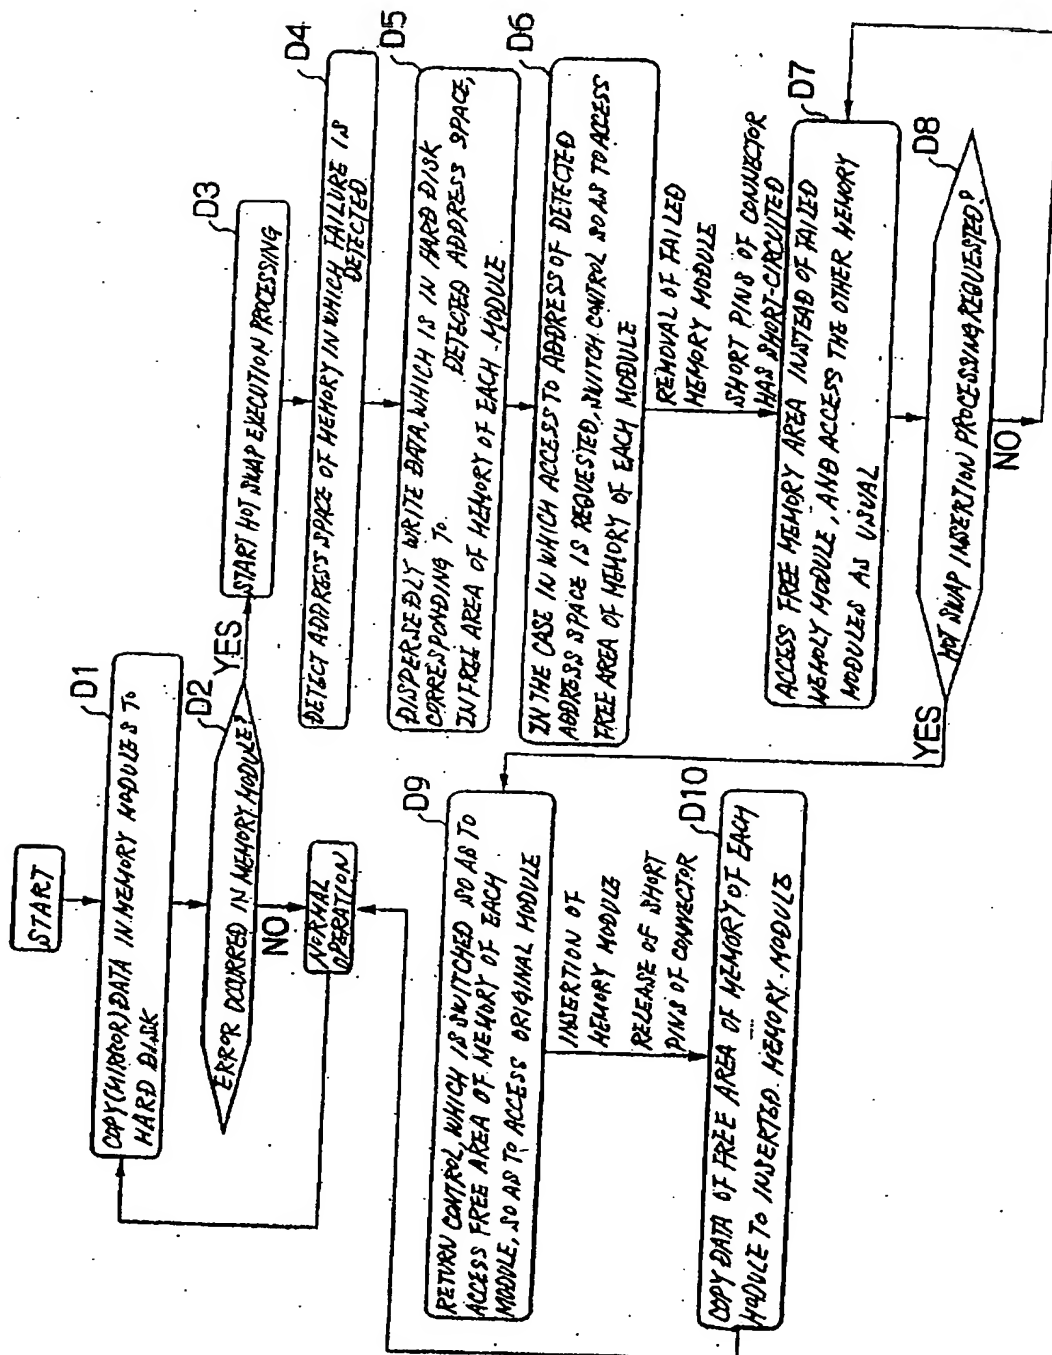 START
D1
COPY (MIRROR) DATA IN MEMORY MODULES TO
HARD DISK
D2
ERROR OCURRED IN MEMORY MODULE?
YES
NO
NORMAL
OPERATION
D3
START HOT SWAP EXECUTION PROCESSING
D4
DETECT ADDRESS SPACE OF MEMORY IN WHICH FAILURE IS
DETECTED
D5
DISPERSEDLY WRITE DATA, WHICH IS IN HARD DISK
CORRESPONDING TO DETECTED ADDRESS SPACE,
IN FREE AREA OF MEMORY OF EACH MODULE
D6
IN THE CASE IN WHICH ACCESS TO ADDRESS OF DETECTED
ADDRESS SPACE IS REQUESTED, SWITCH CONTROL SO AS TO ACCESS
FREE AREA OF MEMORY OF EACH MODULE
REMOVAL OF FAILED
MEMORY MODULE
SHORT PINS OF CONNECTOR
HAS SHORT-CIRCUITED
D7
ACCESS FREE MEMORY AREA INSTEAD OF FAILED
MEMOLY MODULE, AND ACCESS THE OTHER MEMORY
MODULES AS USUAL
D8
HOT SWAP INSERTION PROCESSING REQUESTED?
NO
YES
D9
RETURN CONTROL, WHICH IS SWITCHED SO AS TO
ACCESS FREE AREA OF MEMORY OF EACH
MODULE, SO AS TO ACCESS ORIGINAL MODULE
INSERTION OF
MEMORY MODULE
RELEASE OF SHORT
PINS OF CONNECTOR
D10
COPY DATA OF FREE AREA OF MEMORY OF EACH
MODULE TO INSERTED MEMORY MODULE